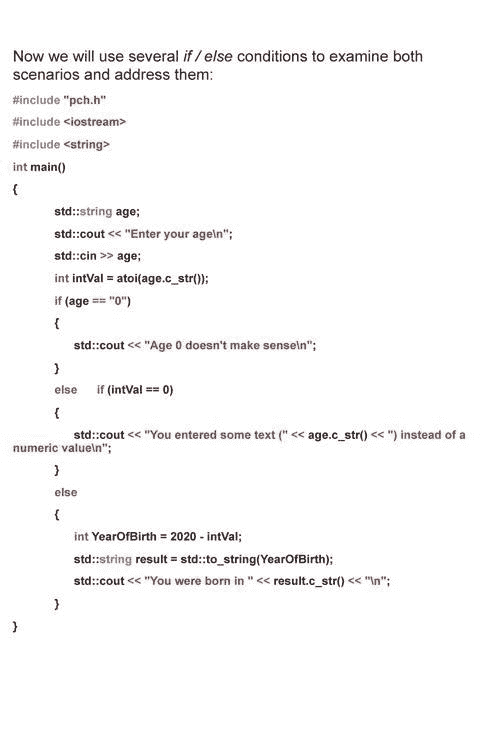 Now we will use several if / else conditions to examine both
scenarios and address them:
#include "pch.h"
#include <iostream>
#include <string>
int main()
{
std::string age;
std::cout << "Enter your age\n";
std::cin >> age;
int intVal = atoi(age.c_str());
if (age == "0")
{
std::cout << "Age 0 doesn't make sense\n";
}
else if (intVal == 0)
{
std::cout << "You entered some text (" << age.c_str() << ") instead of a
numeric value\n";
}
else
{
int YearOfBirth = 2020 - intVal;
std::string result = std::to_string(YearOfBirth);
std::cout << "You were born in " << result.c_str() << "\n";
}
}